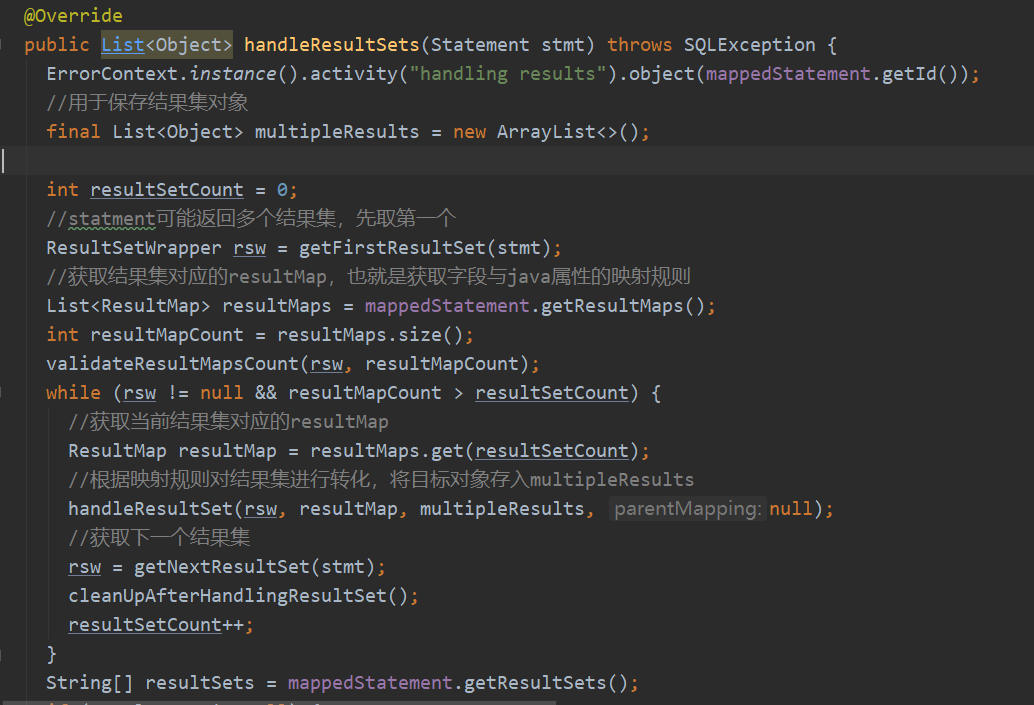 @Override
public List<Object> handleResultSets(Statement stmt) throws SQLException {
ErrorContext.instance().activity("handling results").object(mappedStatement.getId());
//用于保存结果集对象
final List<Object> multipleResults = new ArrayList<>();
int resultSetCount = 0;
//statment可能返回多个结果集，先取第一个
ResultSetWrapper rsw = getFirstResultSet(stmt);
//获取结果集对应的resultMap，也就是获取字段与java属性的映射规则
List<ResultMap> resultMaps = mappedStatement.getResultMaps();
int resultMapCount = resultMaps.size();
validateResultMapsCount(rsw, resultMapCount);
while (rsw != null && resultMapCount > resultSetCount) {
//获取当前结果集对应的resultMap
ResultMap resultMap = resultMaps.get(resultSetCount);
//根据映射规则对结果集进行转化，将目标对象存入multipleResults
handleResultSet(rsw, resultMap, multipleResults, parentMapping: null);
//获取下一个结果集
rsw = getNextResultSet(stmt);
cleanUpAfterHandlingResultSet();
resultSetCount++;
}
String[] resultSets = mappedStatement.getResultSets();